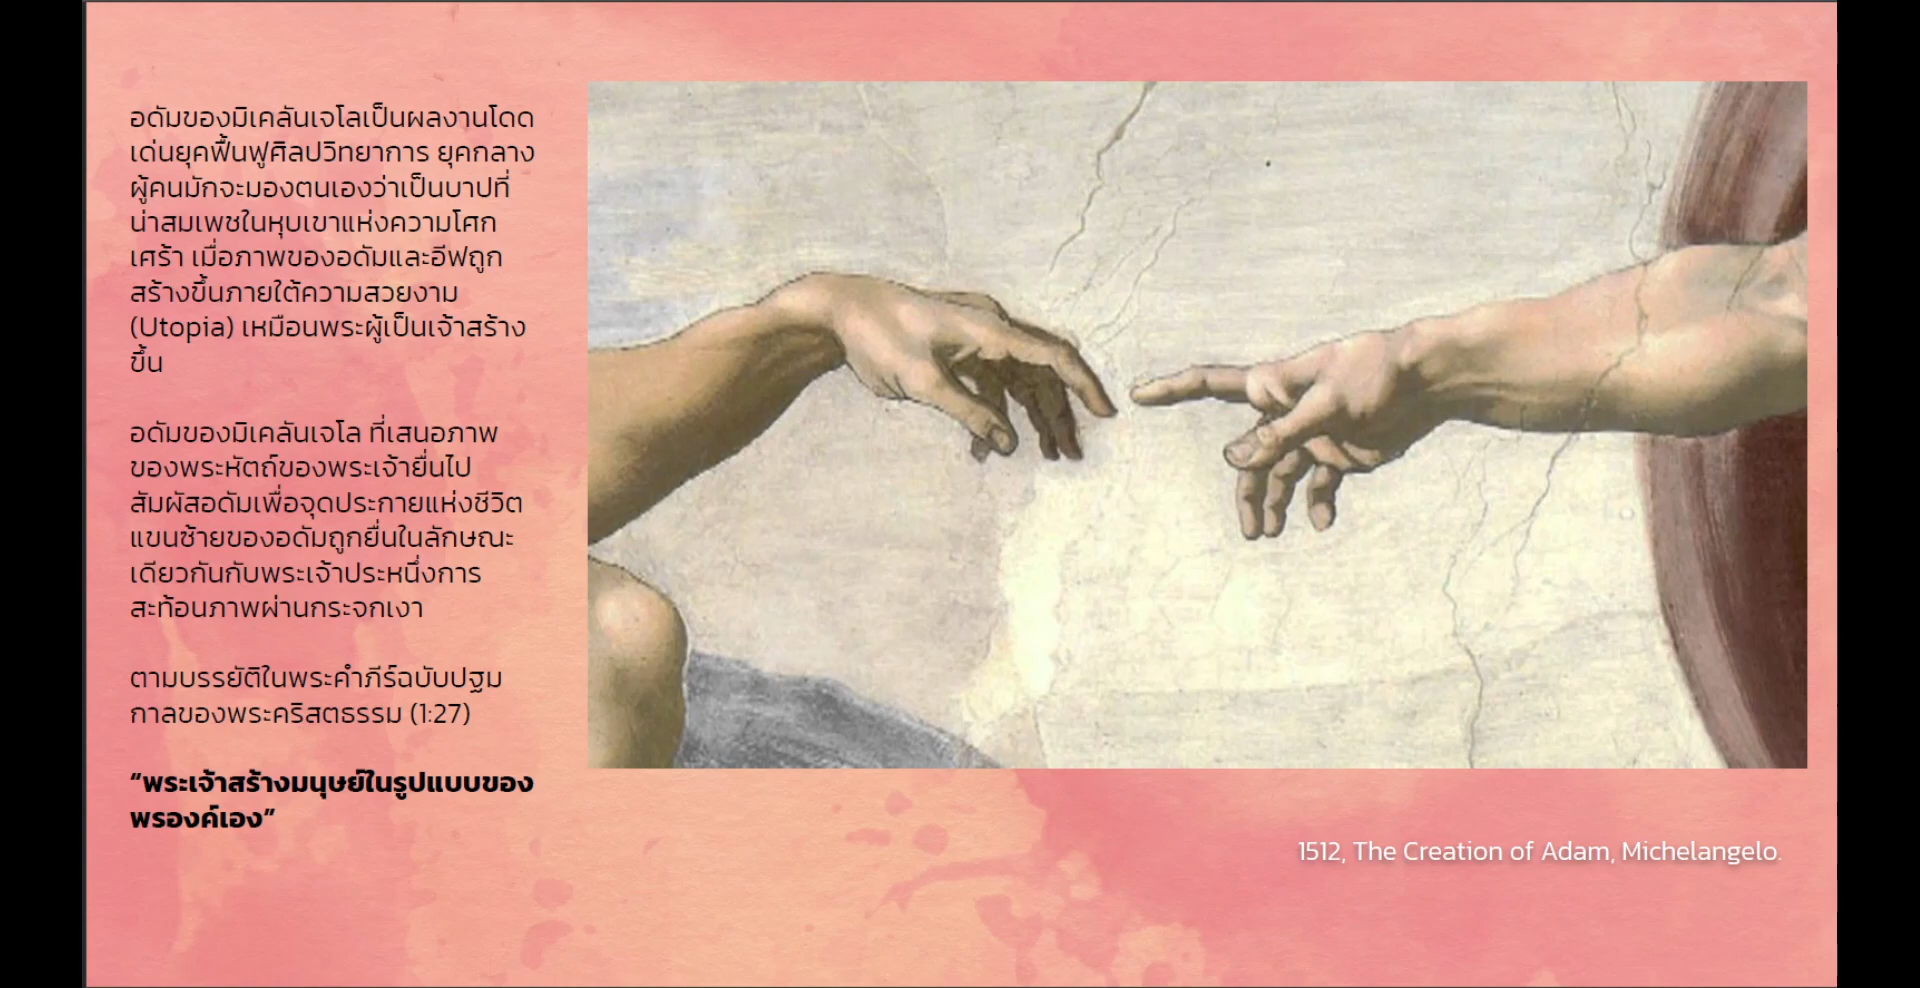 อดัมของมิเคลันเจโลเป็นผลงานโดด
เด่นยุคฟื้นฟูศิลปวิทยาการ ยุคกลาง
ผู้คนมักจะมองตนเองว่าเป็นบาปที่
น่าสมเพชในหุบเขาแห่งความโศก
เศร้า เมื่อภาพของอดัมและอีฟถูก
สร้างขึ้นภายใต้ความสวยงาม
(Utopia) เหมือนพระผู้เป็นเจ้าสร้าง
ขึ้น
อดัมของมิเคลันเจโล ที่เสนอภาพ
ของพระหัตถ์ของพระเจ้ายื่นไป
สัมผัสอดัมเพื่อจุดประกายแห่งชีวิต
แขนซ้ายของอดัมถูกยื่นในลักษณะ
เดียวกันกับพระเจ้าประหนึ่งการ
สะท้อนภาพผ่านกระจกเงา
ตามบรรยัติในพระคำภีร์ฉบับปฐม
กาลของพระคริสตธรรม (1:27)
“พระเจ้าสร้างมนุษย์ในรูปแบบของ
พรองค์เอง”
1512, The Creation of Adam, Michelangelo.